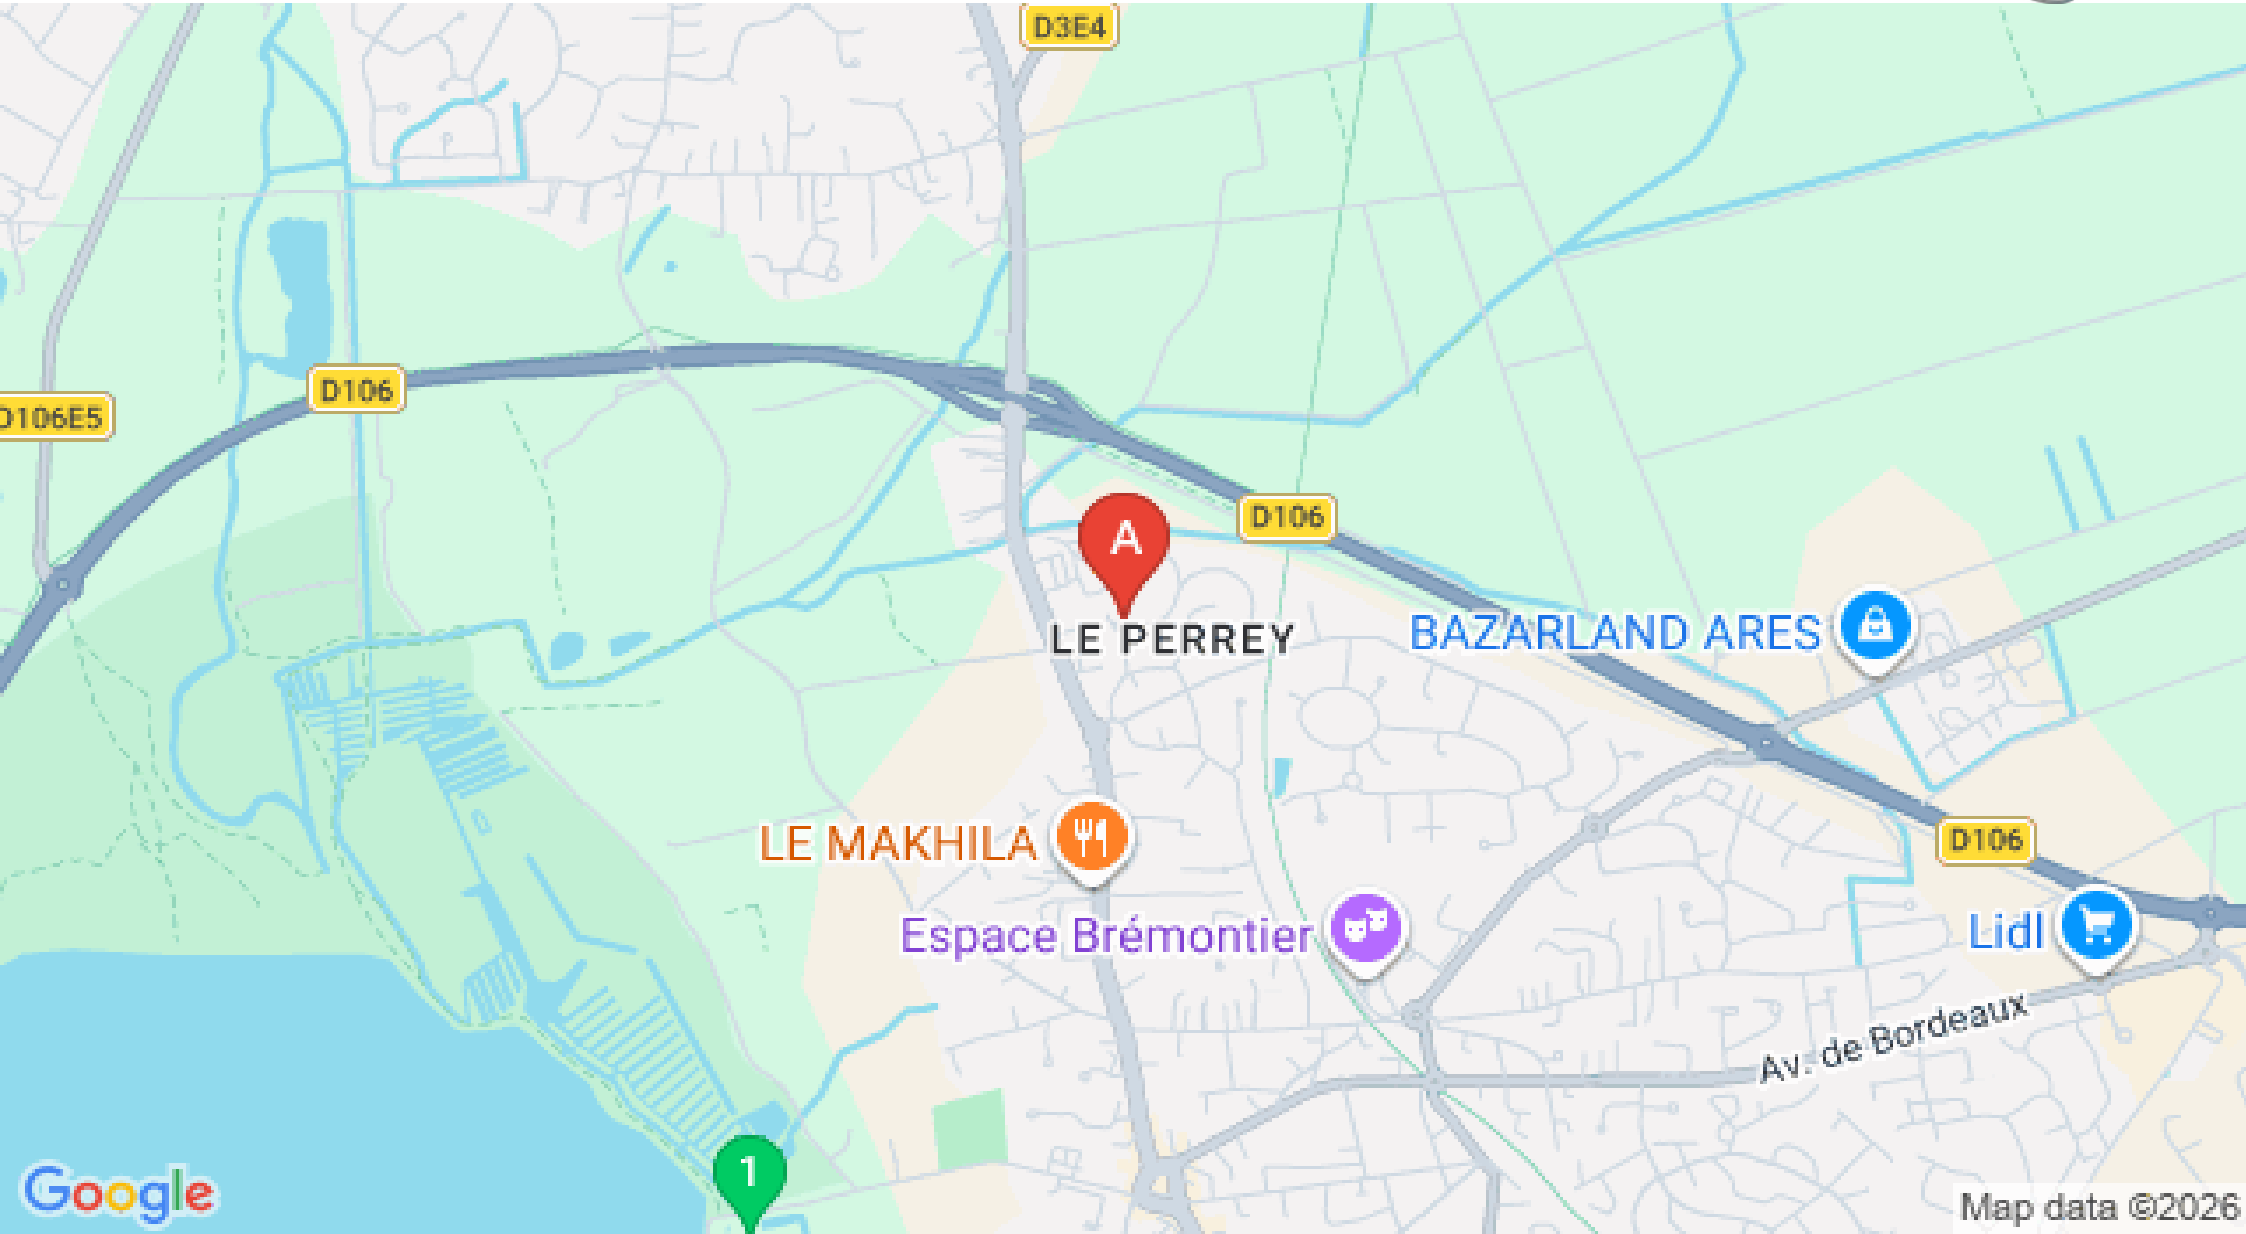 D3E4
D106
D106E5
D106
A
LE PERREY
BAZARLAND ARES
LE MAKHILA
D106
Espace Brémontier
Lidl
Av. de Bordeaux
1
Google
Map data ©2026